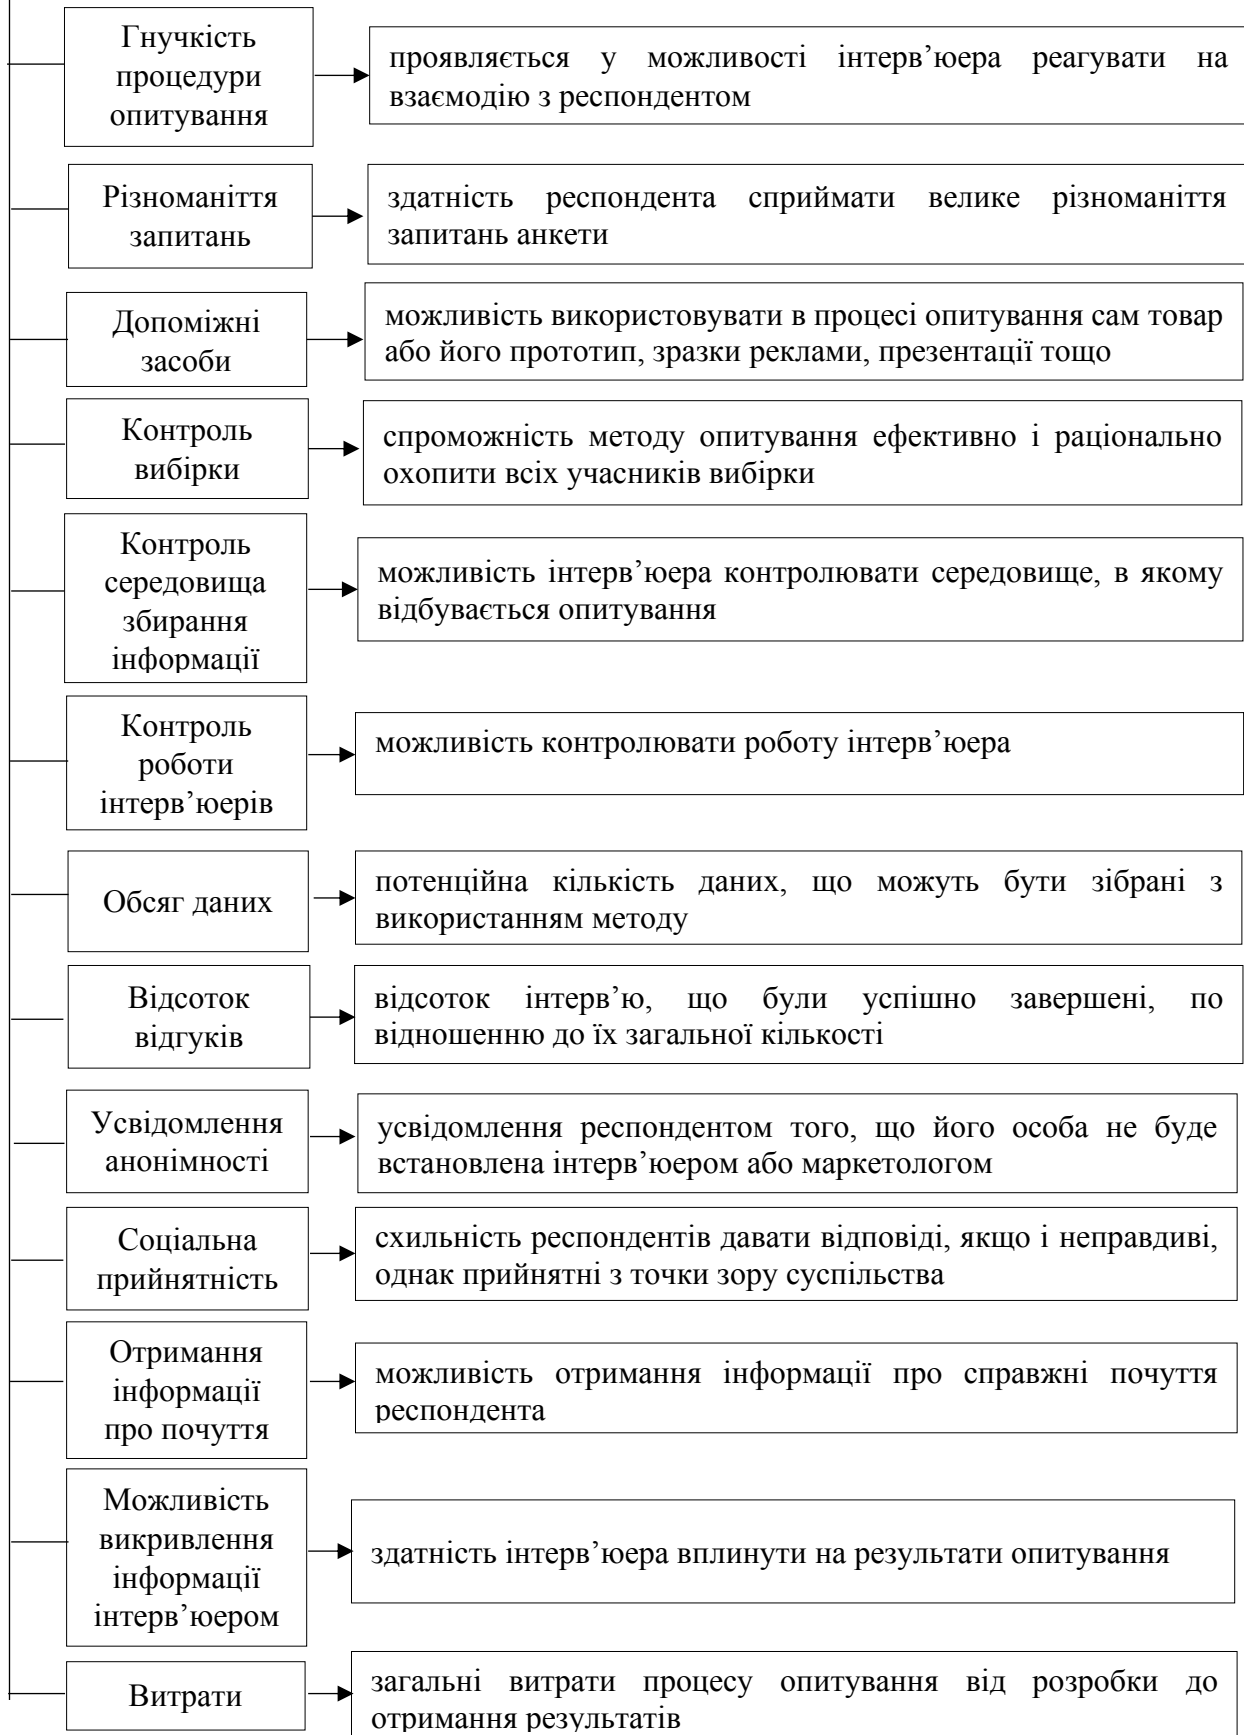 Гнучкість
процедури
опитування
проявляється у можливості інтерв’юера реагувати на
взаємодію з респондентом
Різноманіття
запитань
здатність респондента сприймати велике різноманіття
запитань анкети
Допоміжні
засоби
можливість використовувати в процесі опитування сам товар
або його прототип, зразки реклами, презентації тощо
Контроль
вибірки
спроможність методу опитування ефективно і раціонально
охопити всіх учасників вибірки
Контроль
середовища
збирання
інформації
можливість інтерв’юера контролювати середовище, в якому
відбувається опитування
Контроль
роботи
інтерв’юерів
можливість контролювати роботу інтерв’юера
Обсяг даних
потенційна кількість даних, що можуть бути зібрані з
використанням методу
Відсоток
відгуків
відсоток інтерв’ю, що були успішно завершені, по
відношенню до їх загальної кількості
Усвідомлення
анонімності
усвідомлення респондентом того, що його особа не буде
встановлена інтерв’юером або маркетологом
Соціальна
прийнятність
схильність респондентів давати відповіді, якщо і неправдиві,
однак прийнятні з точки зору суспільства
Отримання
інформації
про почуття
можливість отримання інформації про справжні почуття
респондента
Можливість
викривлення
інформації
інтерв’юером
здатність інтерв’юера вплинути на результати опитування
Витрати
загальні витрати процесу опитування від розробки до
отримання результатів